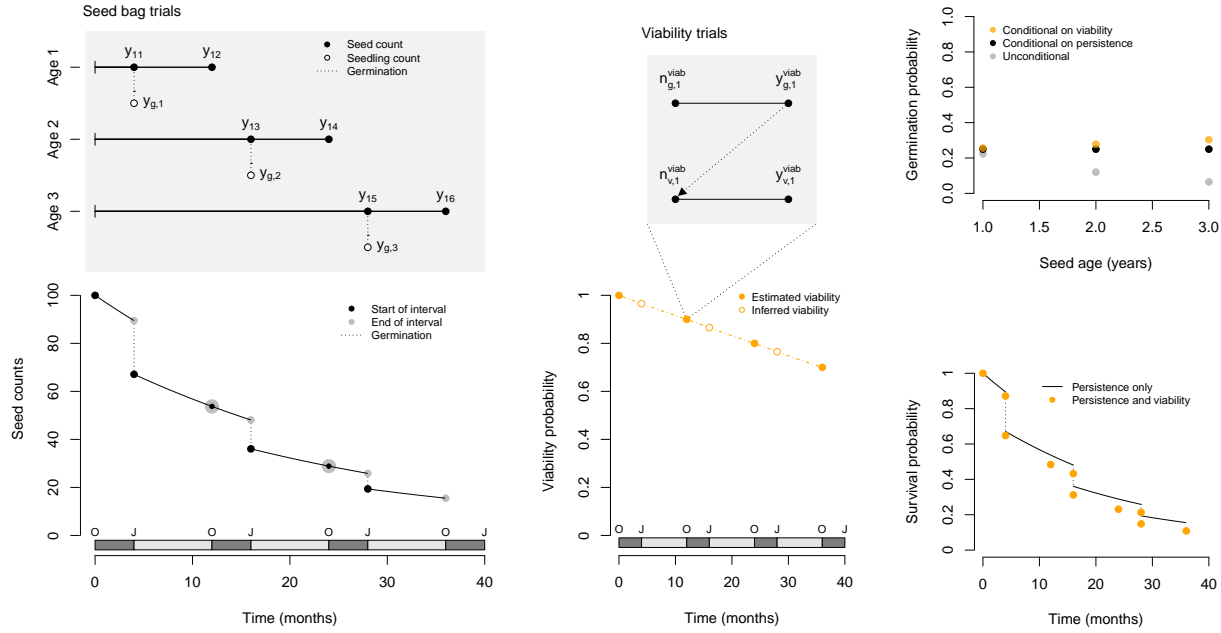 Seed bag trials
Age 1
Age 2
Age 3
y11
y12
yg,1
y13
y14
yg,2
y15
y16
yg,3
Seed count
Seedling count
Germination
Seed counts
100
80
60
40
20
0
Start of interval
End of interval
Germination
O J O J O J O J
0 10 20 30 40
Time (months)
Viability trials
n^viab_g,1
y^viab_g,1
n^viab_v,1
y^viab_v,1
Viability probability
1
0.8
0.6
0.4
0.2
0
Estimated viability
Inferred viability
O J O J O J O J
0 10 20 30 40
Time (months)
Germination probability
1.0
0.8
0.6
0.4
0.2
0.0
Conditional on viability
Conditional on persistence
Unconditional
1.0 1.5 2.0 2.5 3.0
Seed age (years)
Survival probability
1
0.8
0.6
0.4
0.2
0
Persistence only
Persistence and viability
0 10 20 30 40
Time (months)